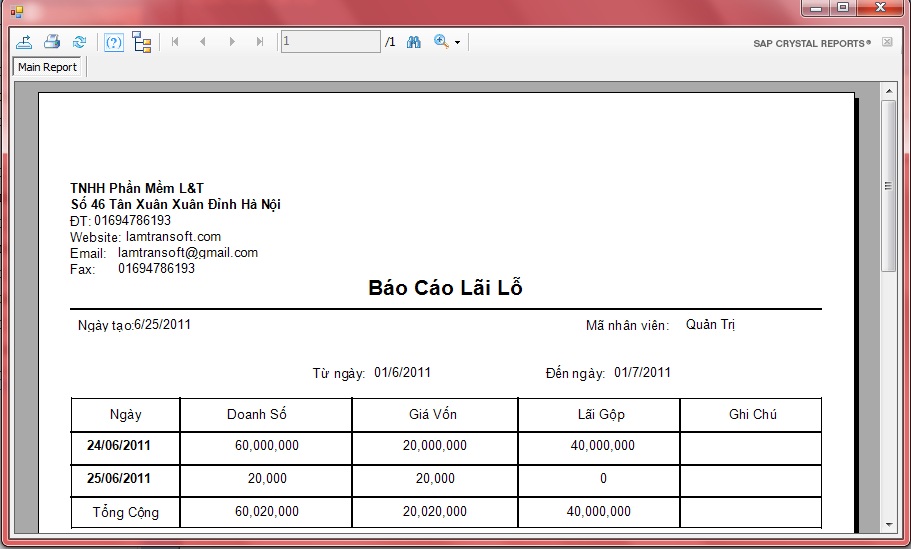 1 /1 SAP CRYSTAL REPORTS®
Main Report
TNHH Phần Mềm L&T
Số 46 Tân Xuân Xuân Đỉnh Hà Nội
ĐT: 01694786193
Website: lamtransoft.com
Email: lamtransoft@gmail.com
Fax: 01694786193
Báo Cáo Lãi Lỗ
Ngày tạo:6/25/2011 Mã nhân viên: Quản Trị
Từ ngày: 01/6/2011 Đến ngày: 01/7/2011
Ngày Doanh Số Giá Vốn Lãi Gộp Ghi Chú
24/06/2011 60,000,000 20,000,000 40,000,000
25/06/2011 20,000 20,000 0
Tổng Cộng 60,020,000 20,020,000 40,000,000